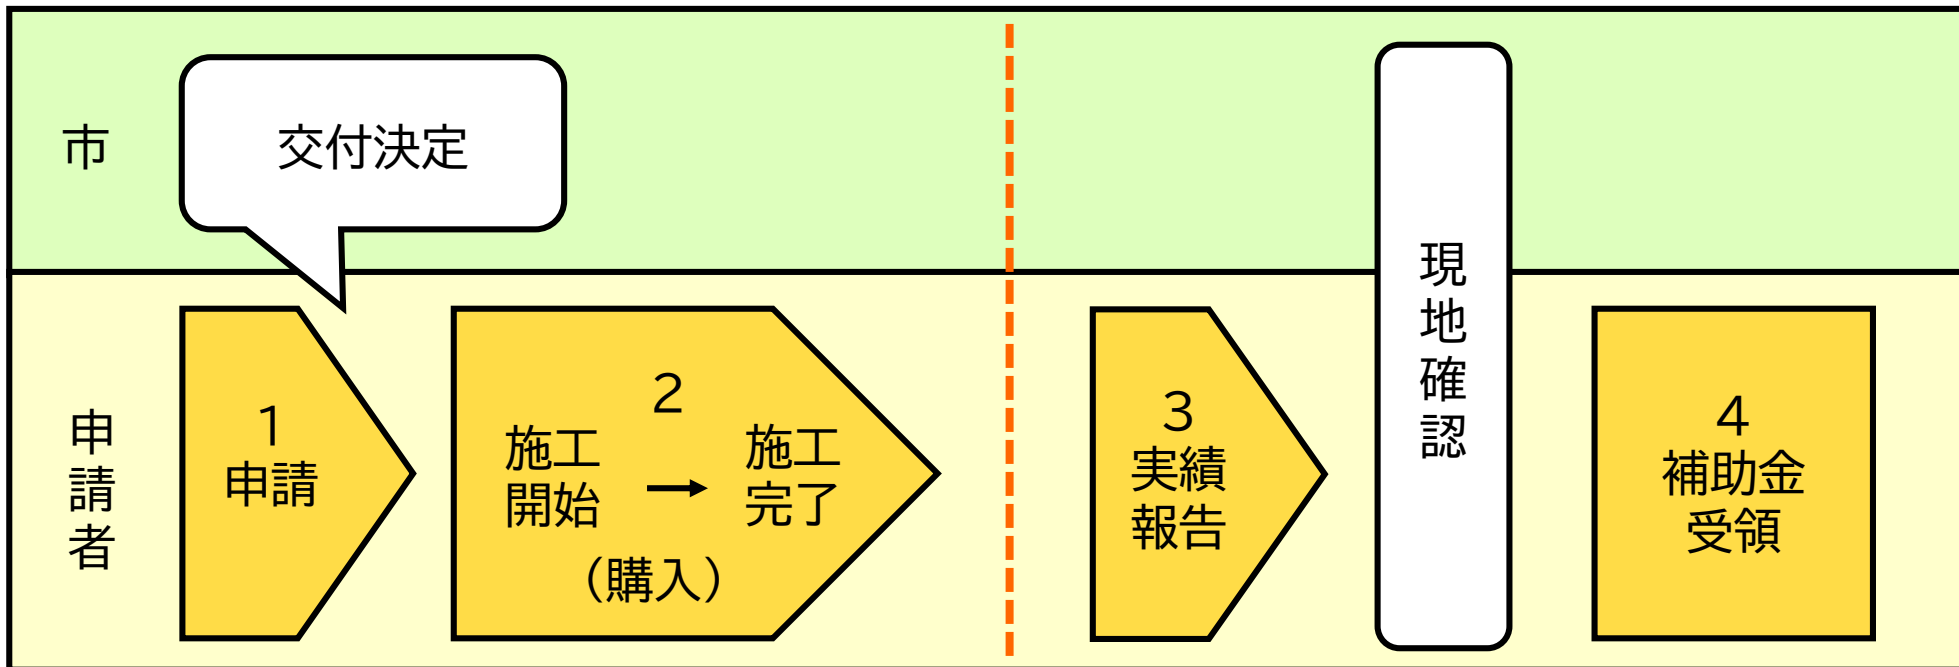 市
交付決定
申請者
1
申請
2
施工
開始
→
施工
完了
（購入）
3
実績
報告
現地確認
4
補助金
受領